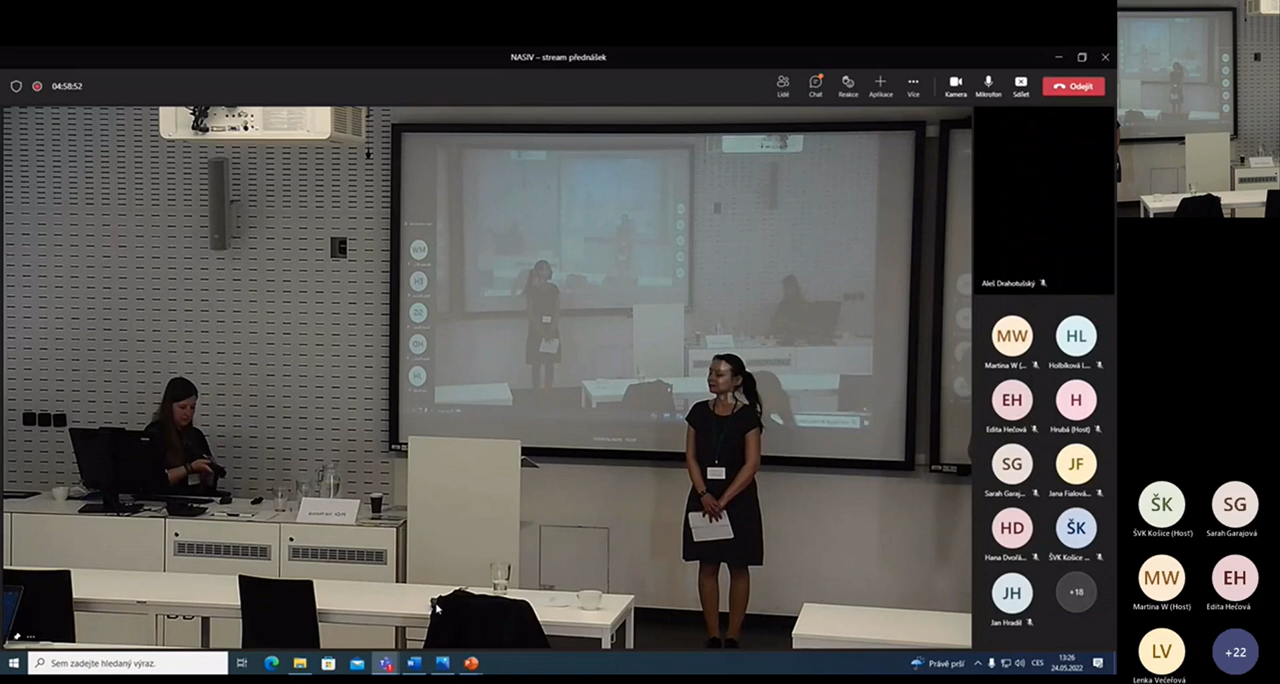 NASIV – stream přednášek
04:58:52
Lidé
Chat
Reakce
Aplikace
Více
Kamera
Mikrofon
Sdílet
Odejít
Aleš Drahotušský
MW
HL
Martina W (...
Holbíková I...
EH
H
Edita Hečová
Hrubá (Host)
SG
JF
Sarah Garaj...
Jana Fialová...
HD
ŠK
Hana Dvořá...
ŠVK Košice ...
JH
+18
Jan Hradil
ŠK
SG
ŠVK Košice (Host)
Sarah Garajová
MW
EH
Martina W (Host)
Edita Hečová
LV
+22
Lenka Večeřová
Sem zadejte hledaný výraz.
Právě prší
CES
13:26
24.05.2022